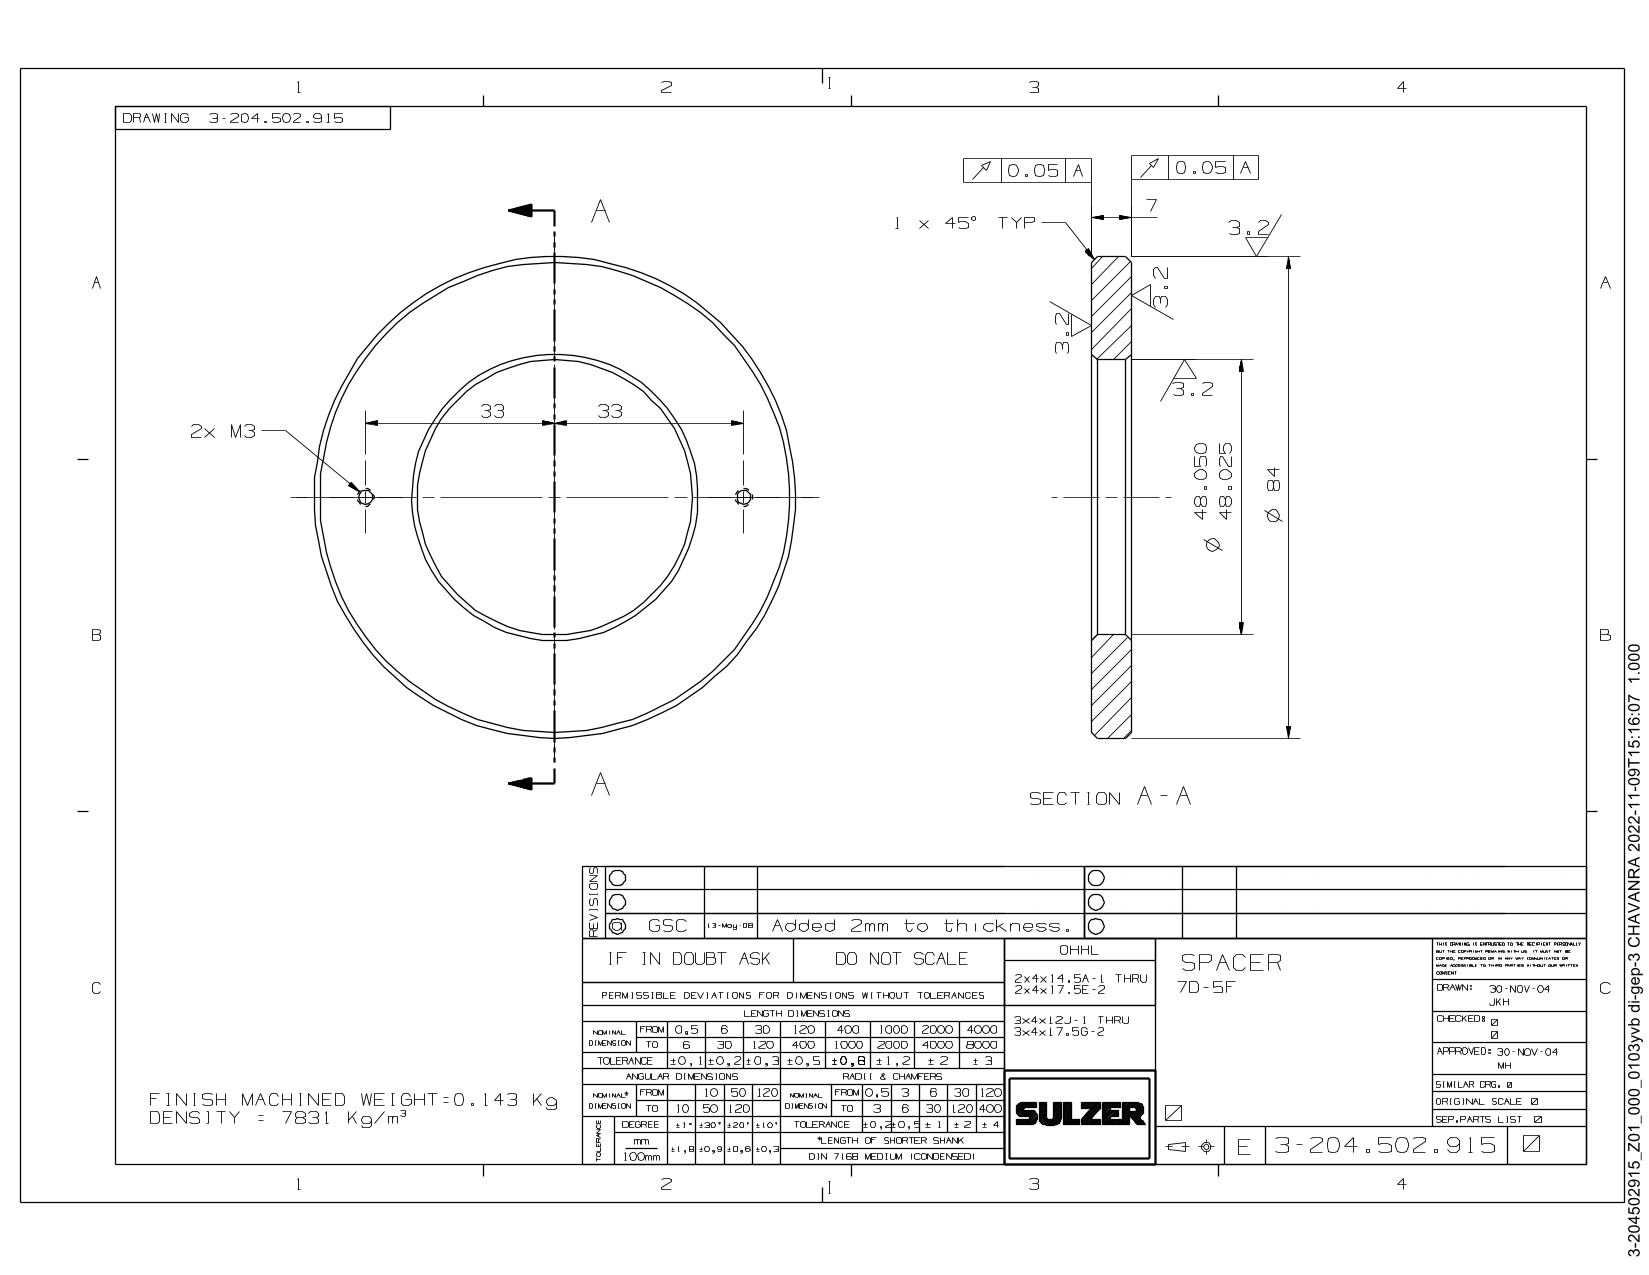 1 2 I 3 4
DRAWING 3-204.502.915
A
A
0.05 A
0.05 A
7
1 x 45° TYP
3.2
3.2
3.2
3.2
A
A
33 33
2x M3
Ø 48.050
48.025
Ø 84
B
B
A
SECTION A-A
C
C
FINISH MACHINED WEIGHT=0.143 Kg
DENSITY = 7831 Kg/m³
REVISIONS
a GSC 13-May-08 Added 2mm to thickness.
IF IN DOUBT ASK DO NOT SCALE
PERMISSIBLE DEVIATIONS FOR DIMENSIONS WITHOUT TOLERANCES
LENGTH DIMENSIONS
NOMINAL DIMENSION
FROM 0,5 6 30 120 400 1000 2000 4000
TO 6 30 120 400 1000 2000 4000 8000
TOLERANCE ±0,1 ±0,2 ±0,3 ±0,5 ±0,8 ±1,2 ±2 ±3
ANGULAR DIMENSIONS RADII & CHAMFERS
NOMINAL* DIMENSION
FROM 10 50 120
TO 10 50 120
NOMINAL DIMENSION
FROM 0,5 3 6 30 120
TO 3 6 30 120 400
TOLERANCE
DEGREE ±1° ±30' ±20' ±10'
TOLERANCE ±0,2 ±0,5 ±1 ±2 ±4
mm
100mm
±1,8 ±0,9 ±0,6 ±0,3
*LENGTH OF SHORTER SHANK
DIN 7168 MEDIUM (CONDENSED)
OHHL
2x4x14.5A-1 THRU
2x4x17.5E-2
3x4x12J-1 THRU
3x4x17.5G-2
SULZER
SPACER
7D-5F
THIS DRAWING IS ENTRUSTED TO THE RECIPIENT PERSONALLY
BUT THE COPYRIGHT REMAINS WITH US. IT MUST NOT BE
COPIED, REPRODUCED OR IN ANY WAY COMMUNICATED OR
MADE ACCESSIBLE TO THIRD PARTIES WITHOUT OUR WRITTEN
CONSENT
DRAWN: 30-NOV-04
JKH
CHECKED:
APPROVED: 30-NOV-04
MH
SIMILAR DRG.
ORIGINAL SCALE
SEP.PARTS LIST
E 3-204.502.915
1 2 I 3 4
3-204502915_Z01_000_0103yvb di-gep-3 CHAVANRA 2022-11-09T15:16:07 1.000